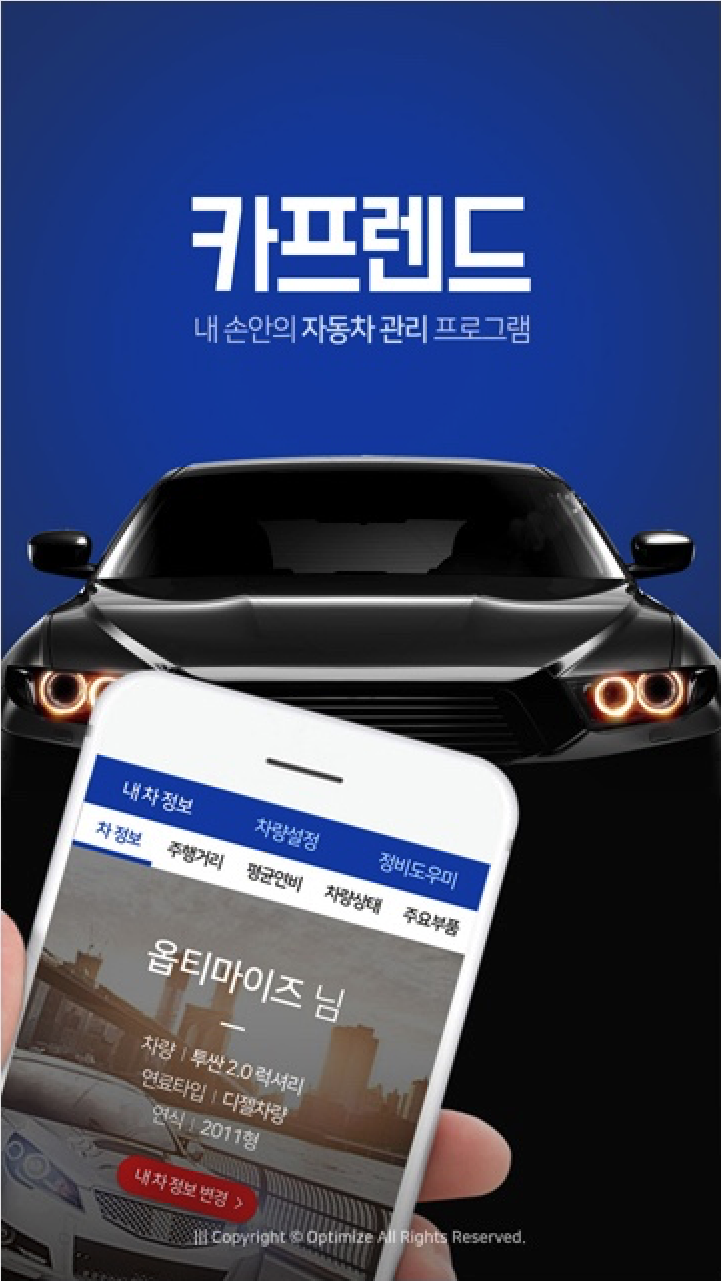 카프렌드
내 손안의 자동차 관리 프로그램
내 차 정보 차량설정 정비도우미
차 정보 주행거리 평균연비 차량상태 주요부품
옵티마이즈 님
차량 | 투싼 2.0 럭셔리
연료타입 | 디젤차량
연식 | 2011형
내 차 정보 변경 >
||| Copyright © Optimize All Rights Reserved.